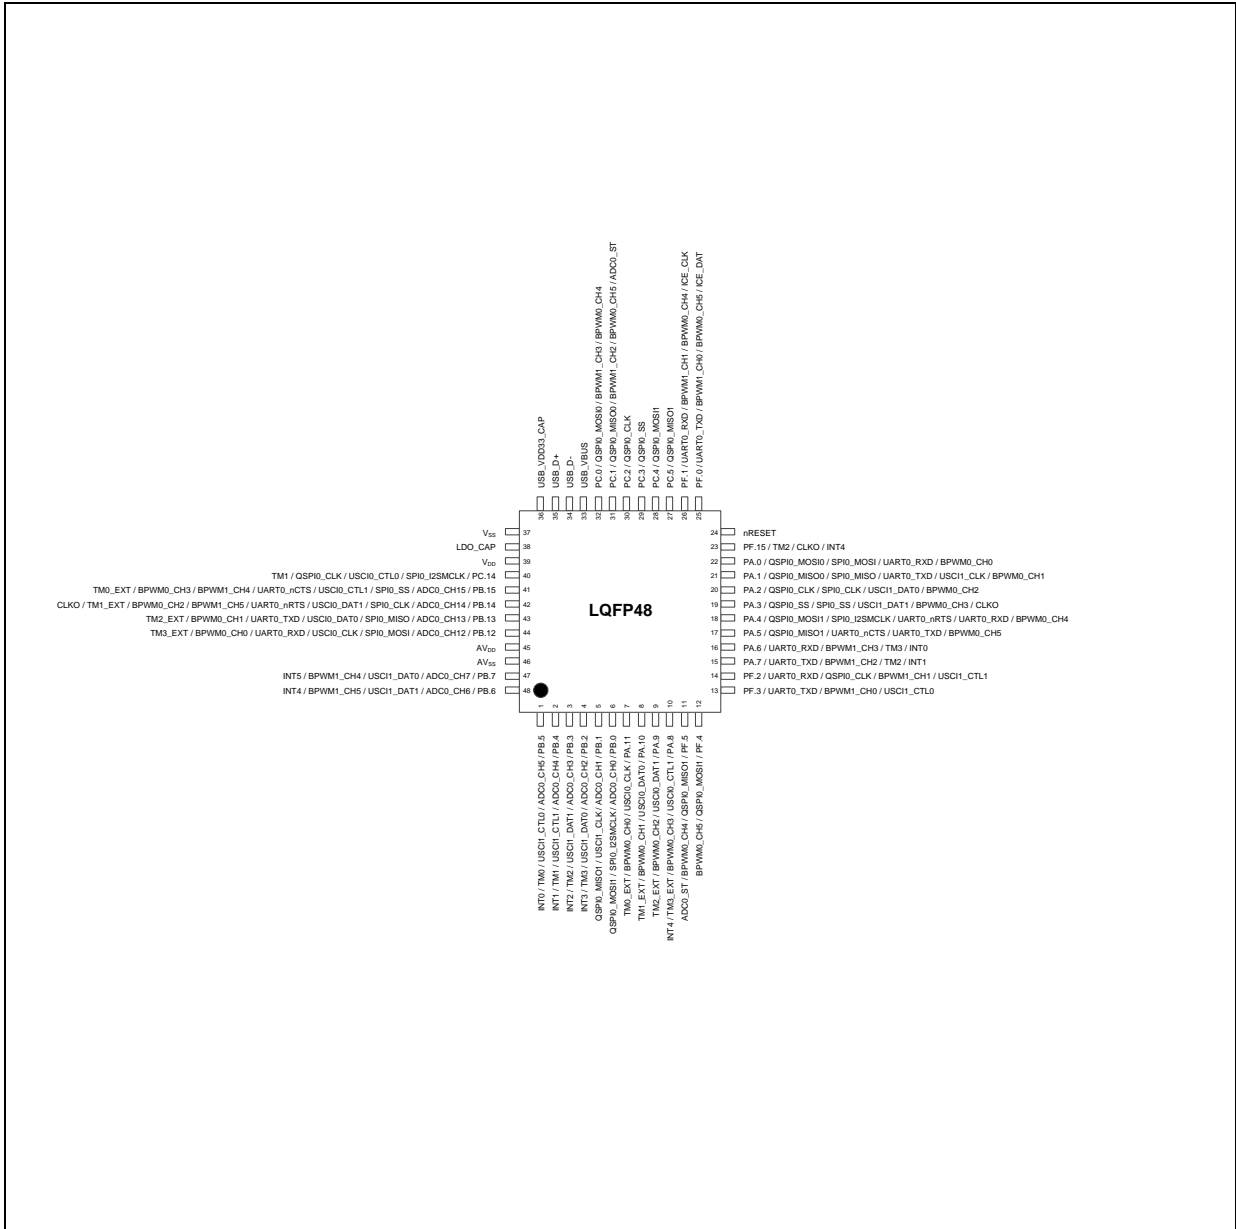 USB_VDD33_CAP
USB_D+
USB_D-
USB_VBUS
PC.0 / QSPI0_MOSI0 / BPWM1_CH3 / BPWM0_CH4
PC.1 / QSPI0_MISO0 / BPWM1_CH2 / BPWM0_CH5 / ADC0_ST
PC.2 / QSPI0_CLK
PC.3 / QSPI0_SS
PC.4 / QSPI0_MOSI1
PC.5 / QSPI0_MISO1
PF.1 / UART0_RXD / BPWM1_CH1 / BPWM0_CH4 / ICE_CLK
PF.0 / UART0_TXD / BPWM1_CH0 / BPWM0_CH5 / ICE_DAT
36 35 34 33 32 31 30 29 28 27 26 25
VSS 37
LDO_CAP 38
VDD 39
TM1 / QSPI0_CLK / USCI0_CTL0 / SPI0_I2SMCLK / PC.14 40
TM0_EXT / BPWM0_CH3 / BPWM1_CH4 / UART0_nCTS / USCI0_CTL1 / SPI0_SS / ADC0_CH15 / PB.15 41
CLKO / TM1_EXT / BPWM0_CH2 / BPWM1_CH5 / UART0_nRTS / USCI0_DAT1 / SPI0_CLK / ADC0_CH14 / PB.14 42
TM2_EXT / BPWM0_CH1 / UART0_TXD / USCI0_DAT0 / SPI0_MISO / ADC0_CH13 / PB.13 43
TM3_EXT / BPWM0_CH0 / UART0_RXD / USCI0_CLK / SPI0_MOSI / ADC0_CH12 / PB.12 44
AVDD 45
AVSS 46
INT5 / BPWM1_CH4 / USCI1_DAT0 / ADC0_CH7 / PB.7 47
INT4 / BPWM1_CH5 / USCI1_DAT1 / ADC0_CH6 / PB.6 48
LQFP48
24 nRESET
23 PF.15 / TM2 / CLKO / INT4
22 PA.0 / QSPI0_MOSI0 / SPI0_MOSI / UART0_RXD / BPWM0_CH0
21 PA.1 / QSPI0_MISO0 / SPI0_MISO / UART0_TXD / USCI1_CLK / BPWM0_CH1
20 PA.2 / QSPI0_CLK / SPI0_CLK / USCI1_DAT0 / BPWM0_CH2
19 PA.3 / QSPI0_SS / SPI0_SS / USCI1_DAT1 / BPWM0_CH3 / CLKO
18 PA.4 / QSPI0_MOSI1 / SPI0_I2SMCLK / UART0_nRTS / UART0_RXD / BPWM0_CH4
17 PA.5 / QSPI0_MISO1 / UART0_nCTS / UART0_TXD / BPWM0_CH5
16 PA.6 / UART0_RXD / BPWM1_CH3 / TM3 / INT0
15 PA.7 / UART0_TXD / BPWM1_CH2 / TM2 / INT1
14 PF.2 / UART0_RXD / QSPI0_CLK / BPWM1_CH1 / USCI1_CTL1
13 PF.3 / UART0_TXD / BPWM1_CH0 / USCI1_CTL0
1 2 3 4 5 6 7 8 9 10 11 12
INT0 / TM0 / USCI1_CTL0 / ADC0_CH5 / PB.5
INT1 / TM1 / USCI1_CTL1 / ADC0_CH4 / PB.4
INT2 / TM2 / USCI1_DAT1 / ADC0_CH3 / PB.3
INT3 / TM3 / USCI1_DAT0 / ADC0_CH2 / PB.2
QSPI0_MISO1 / USCI1_CLK / ADC0_CH1 / PB.1
QSPI0_MOSI1 / SPI0_I2SMCLK / ADC0_CH0 / PB.0
TM0_EXT / BPWM0_CH0 / USCI0_CLK / PA.11
TM1_EXT / BPWM0_CH1 / USCI0_DAT0 / PA.10
TM2_EXT / BPWM0_CH2 / USCI0_DAT1 / PA.9
INT4 / TM3_EXT / BPWM0_CH3 / USCI0_CTL1 / PA.8
ADC0_ST / BPWM0_CH4 / QSPI0_MISO1 / PF.5
BPWM0_CH5 / QSPI0_MOSI1 / PF.4